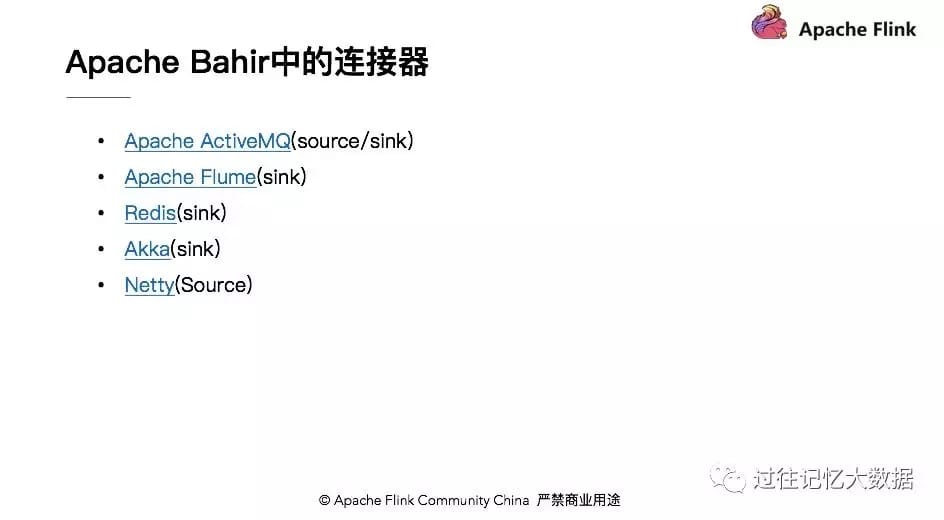 Apache Flink
Apache Bahir中的连接器
• Apache ActiveMQ(source/sink)
• Apache Flume(sink)
• Redis(sink)
• Akka(sink)
• Netty(Source)
过往记忆大数据
© Apache Flink Community China 严禁商业用途